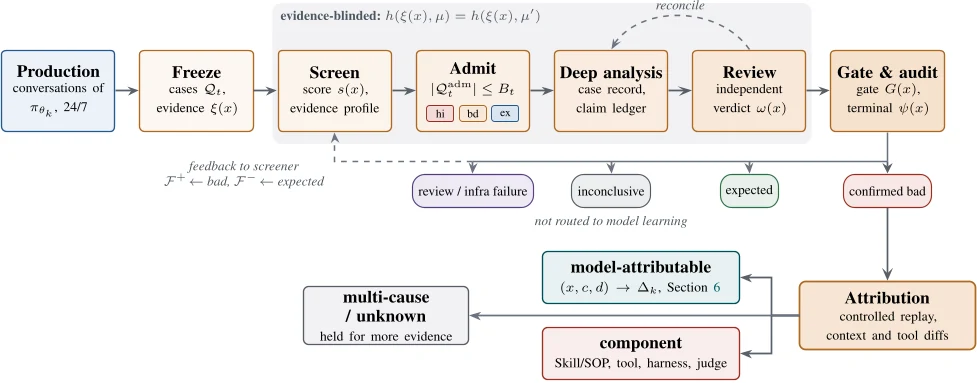 evidence-blinded: h(ξ(x), μ) = h(ξ(x), μ′)
reconcile
Production
conversations of
π_{θ_k}, 24/7
Freeze
cases 𝒬_t,
evidence ξ(x)
Screen
score s(x),
evidence profile
Admit
|𝒬_t^{adm}| ≤ B_t
hi bd ex
Deep analysis
case record,
claim ledger
Review
independent
verdict ω(x)
Gate & audit
gate G(x),
terminal ψ(x)
feedback to screener
ℱ⁺ ← bad, ℱ⁻ ← expected
review / infra failure
inconclusive
expected
confirmed bad
not routed to model learning
model-attributable
(x, c, d) → Δ_k, Section 6
multi-cause
/ unknown
held for more evidence
component
Skill/SOP, tool, harness, judge
Attribution
controlled replay,
context and tool diffs